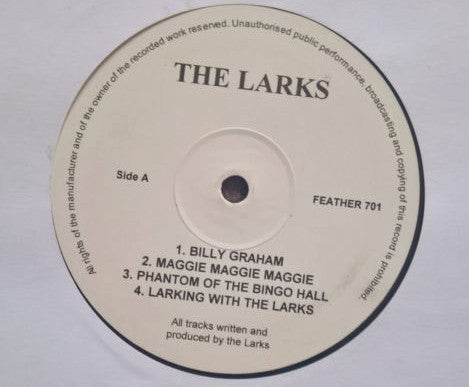 All rights of the manufacturer and of the owner of the recorded work reserved. Unauthorised public performance, broadcasting and copying of this record is prohibited
THE LARKS
Side A
FEATHER 701
1. BILLY GRAHAM
2. MAGGIE MAGGIE MAGGIE
3. PHANTOM OF THE BINGO HALL
4. LARKING WITH THE LARKS
All tracks written and
produced by the Larks